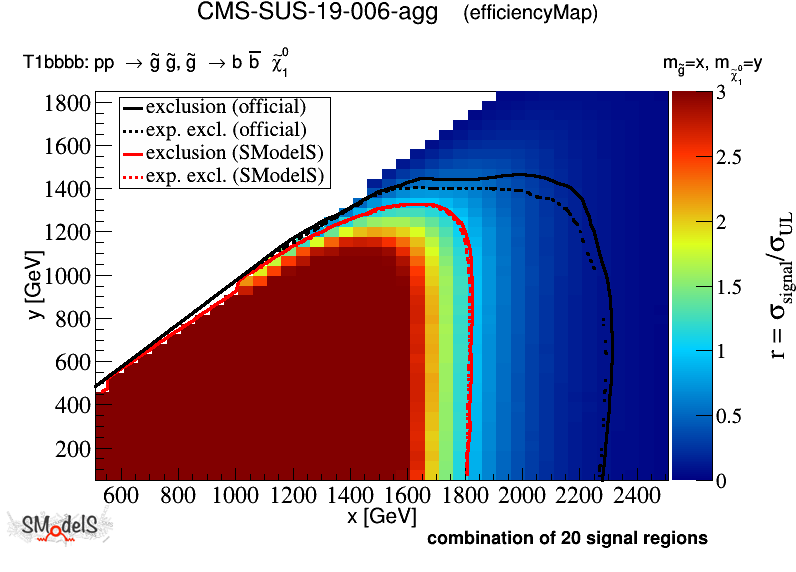 CMS-SUS-19-006-agg (efficiencyMap)
T1bbbb: pp → g̃ g̃, g̃ → b b̅ χ̃₁⁰
m_g̃=x, m_χ̃₁⁰=y
exclusion (official)
exp. excl. (official)
exclusion (SModelS)
exp. excl. (SModelS)
1800
1600
1400
1200
1000
800
600
400
200
y [GeV]
600 800 1000 1200 1400 1600 1800 2000 2200 2400
x [GeV]
3
2.5
2
1.5
1
0.5
0
r = σ_signal/σ_UL
SModelS
combination of 20 signal regions